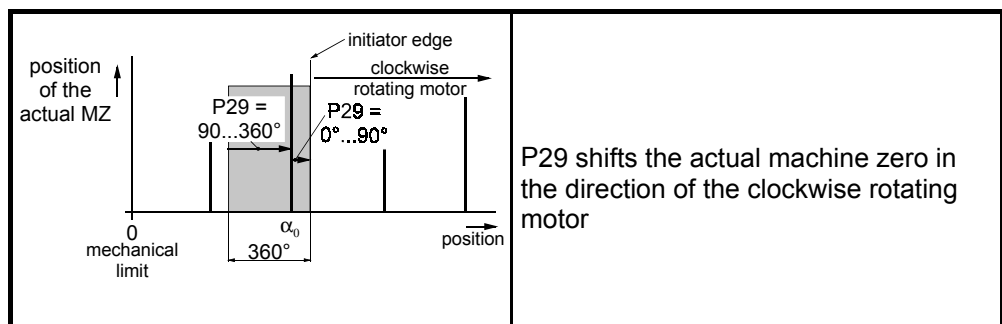 initiator edge
position
of the
actual MZ
clockwise
rotating motor
P29 =
90...360°
P29 =
0°...90°
α₀
0
mechanical
limit
360°
position
P29 shifts the actual machine zero in
the direction of the clockwise rotating
motor